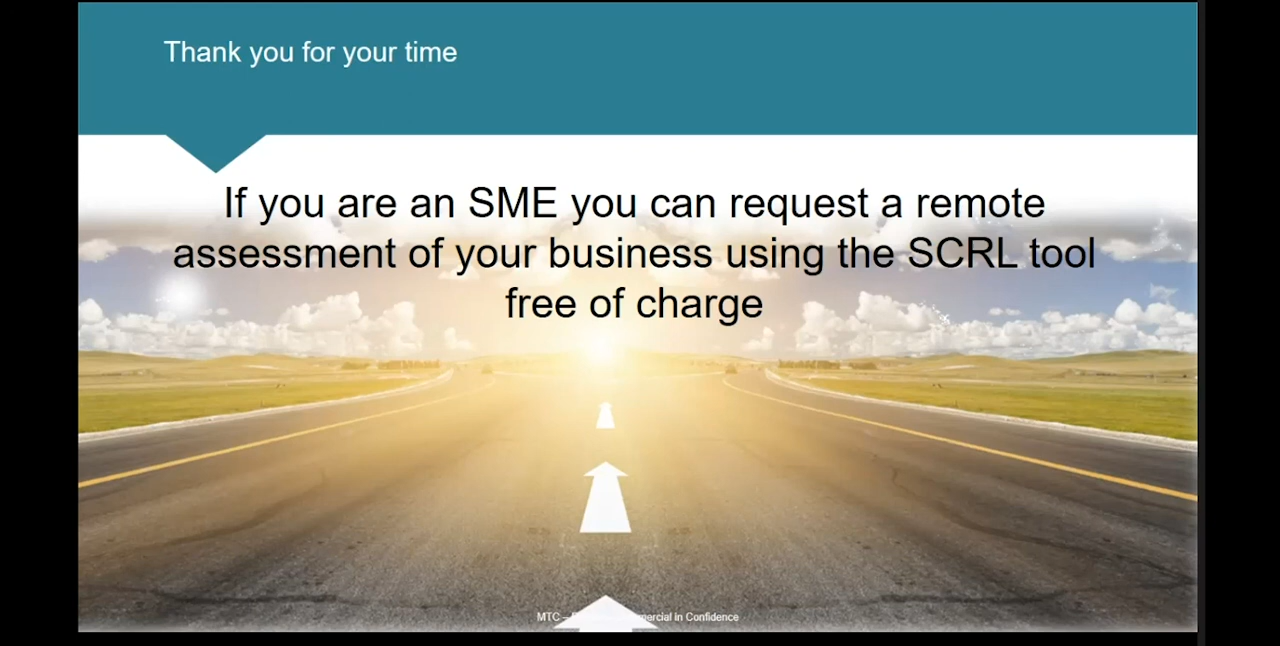 Thank you for your time
If you are an SME you can request a remote
assessment of your business using the SCRL tool
free of charge
MTC – in Confidence